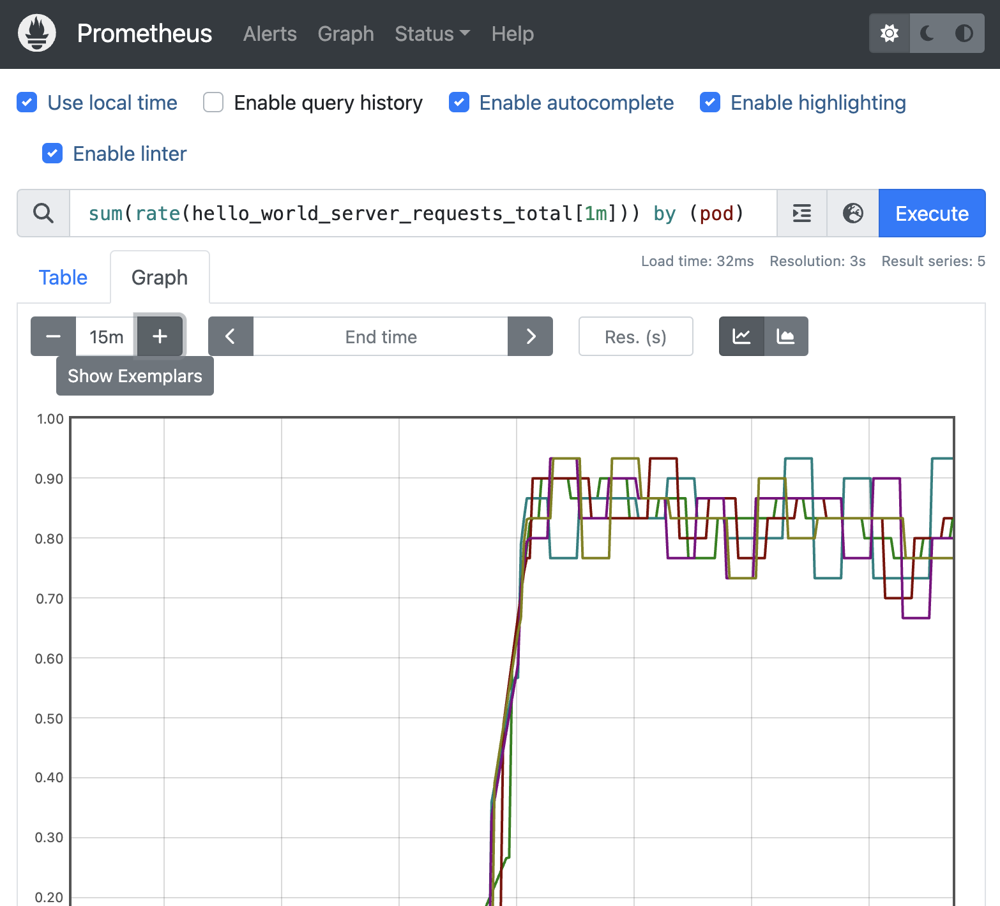 Prometheus Alerts Graph Status Help
Use local time Enable query history Enable autocomplete Enable highlighting
Enable linter
sum(rate(hello_world_server_requests_total[1m])) by (pod) Execute
Load time: 32ms Resolution: 3s Result series: 5
Table Graph
15m End time Res. (s)
Show Exemplars
1.00
0.90
0.80
0.70
0.60
0.50
0.40
0.30
0.20